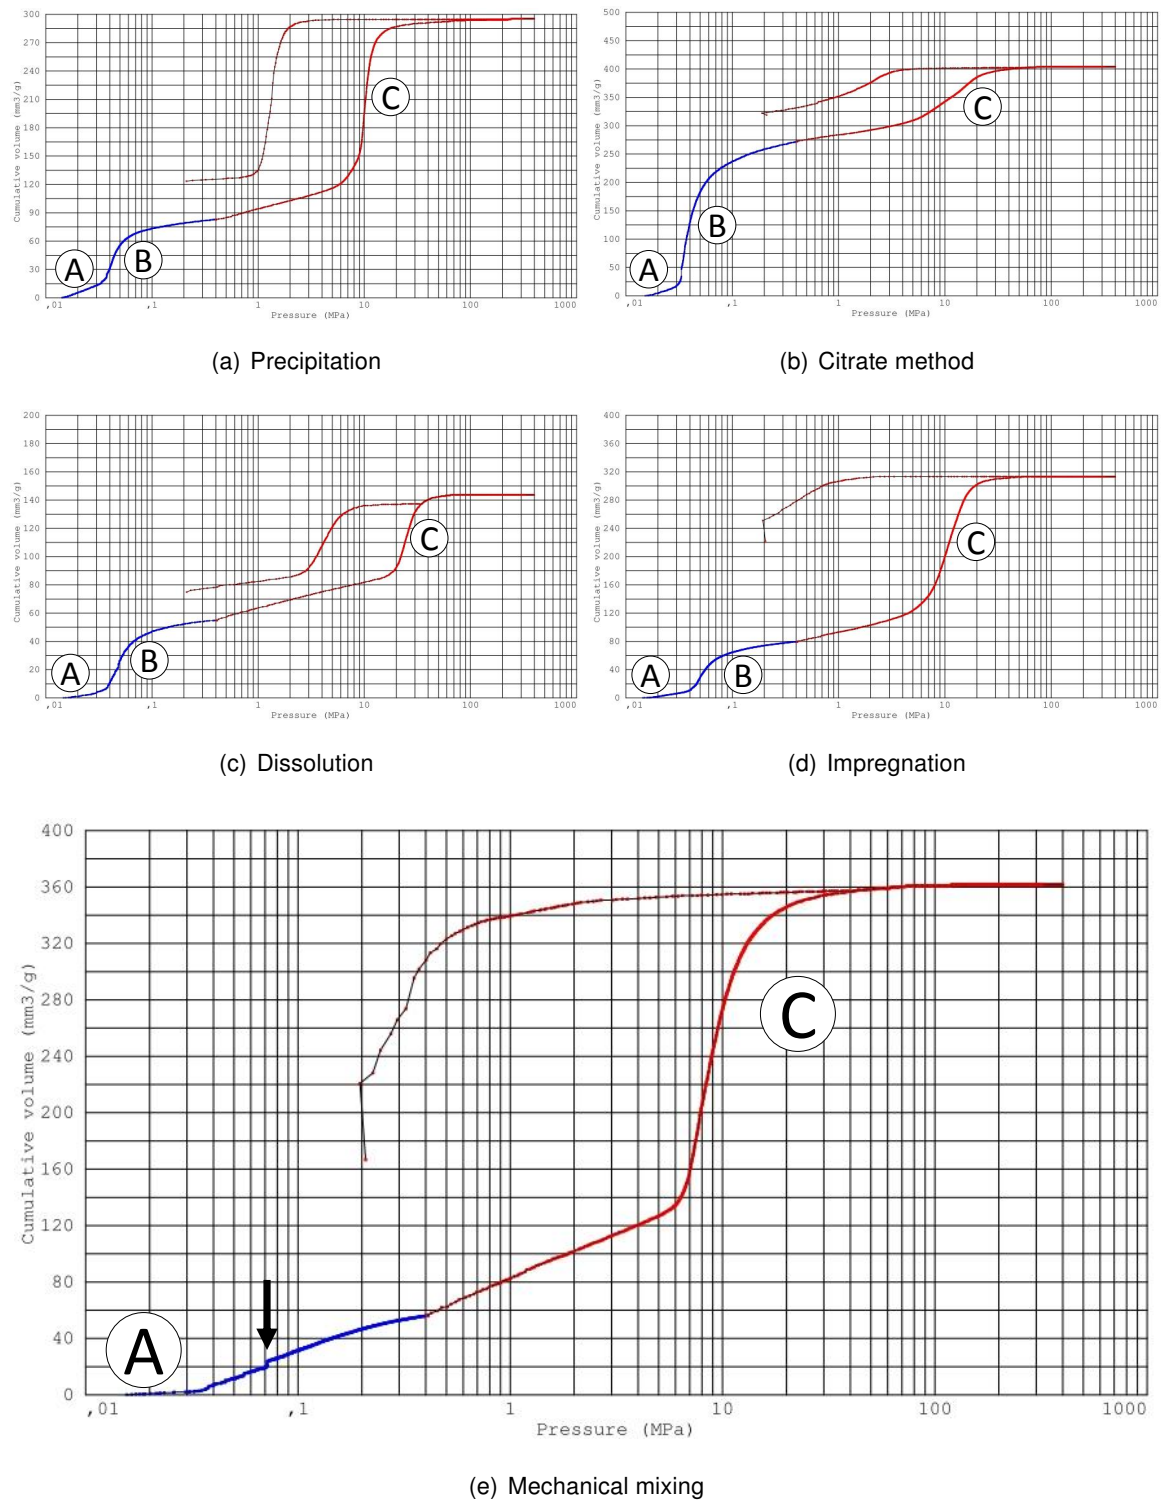 300
270
240
210
180
150
120
90
60
30
0
Cumulative volume (mm3/g)
A
B
C
,01
,1
1
10
100
1000
Pressure (MPa)
(a) Precipitation
500
450
400
350
300
250
200
150
100
50
0
Cumulative volume (mm3/g)
A
B
C
,01
,1
1
10
100
1000
Pressure (MPa)
(b) Citrate method
200
180
160
140
120
100
80
60
40
20
0
Cumulative volume (mm3/g)
A
B
C
,01
,1
1
10
100
1000
Pressure (MPa)
(c) Dissolution
400
360
320
280
240
200
160
120
80
40
0
Cumulative volume (mm3/g)
A
B
C
,01
,1
1
10
100
1000
Pressure (MPa)
(d) Impregnation
400
360
320
280
240
200
160
120
80
40
0
Cumulative volume (mm3/g)
A
C
,01
,1
1
10
100
1000
Pressure (MPa)
(e) Mechanical mixing